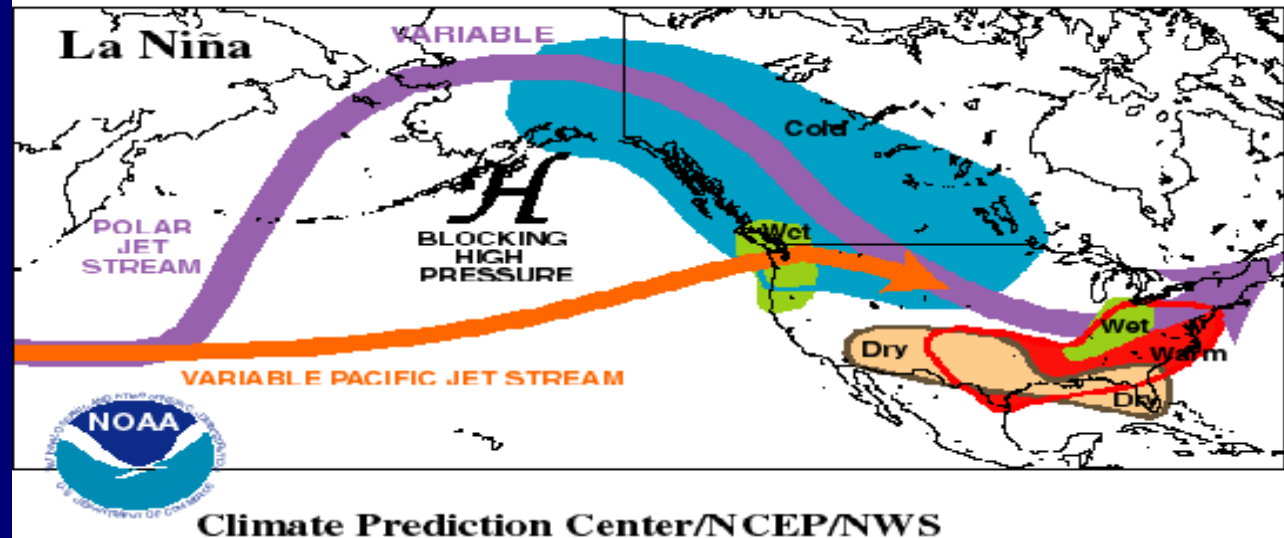 La Niña
VARIABLE
Cold
POLAR
JET
STREAM
H
BLOCKING
HIGH
PRESSURE
Wet
Wet
Warm
Dry
Dry
VARIABLE PACIFIC JET STREAM
NOAA
Climate Prediction Center/NCEP/NWS